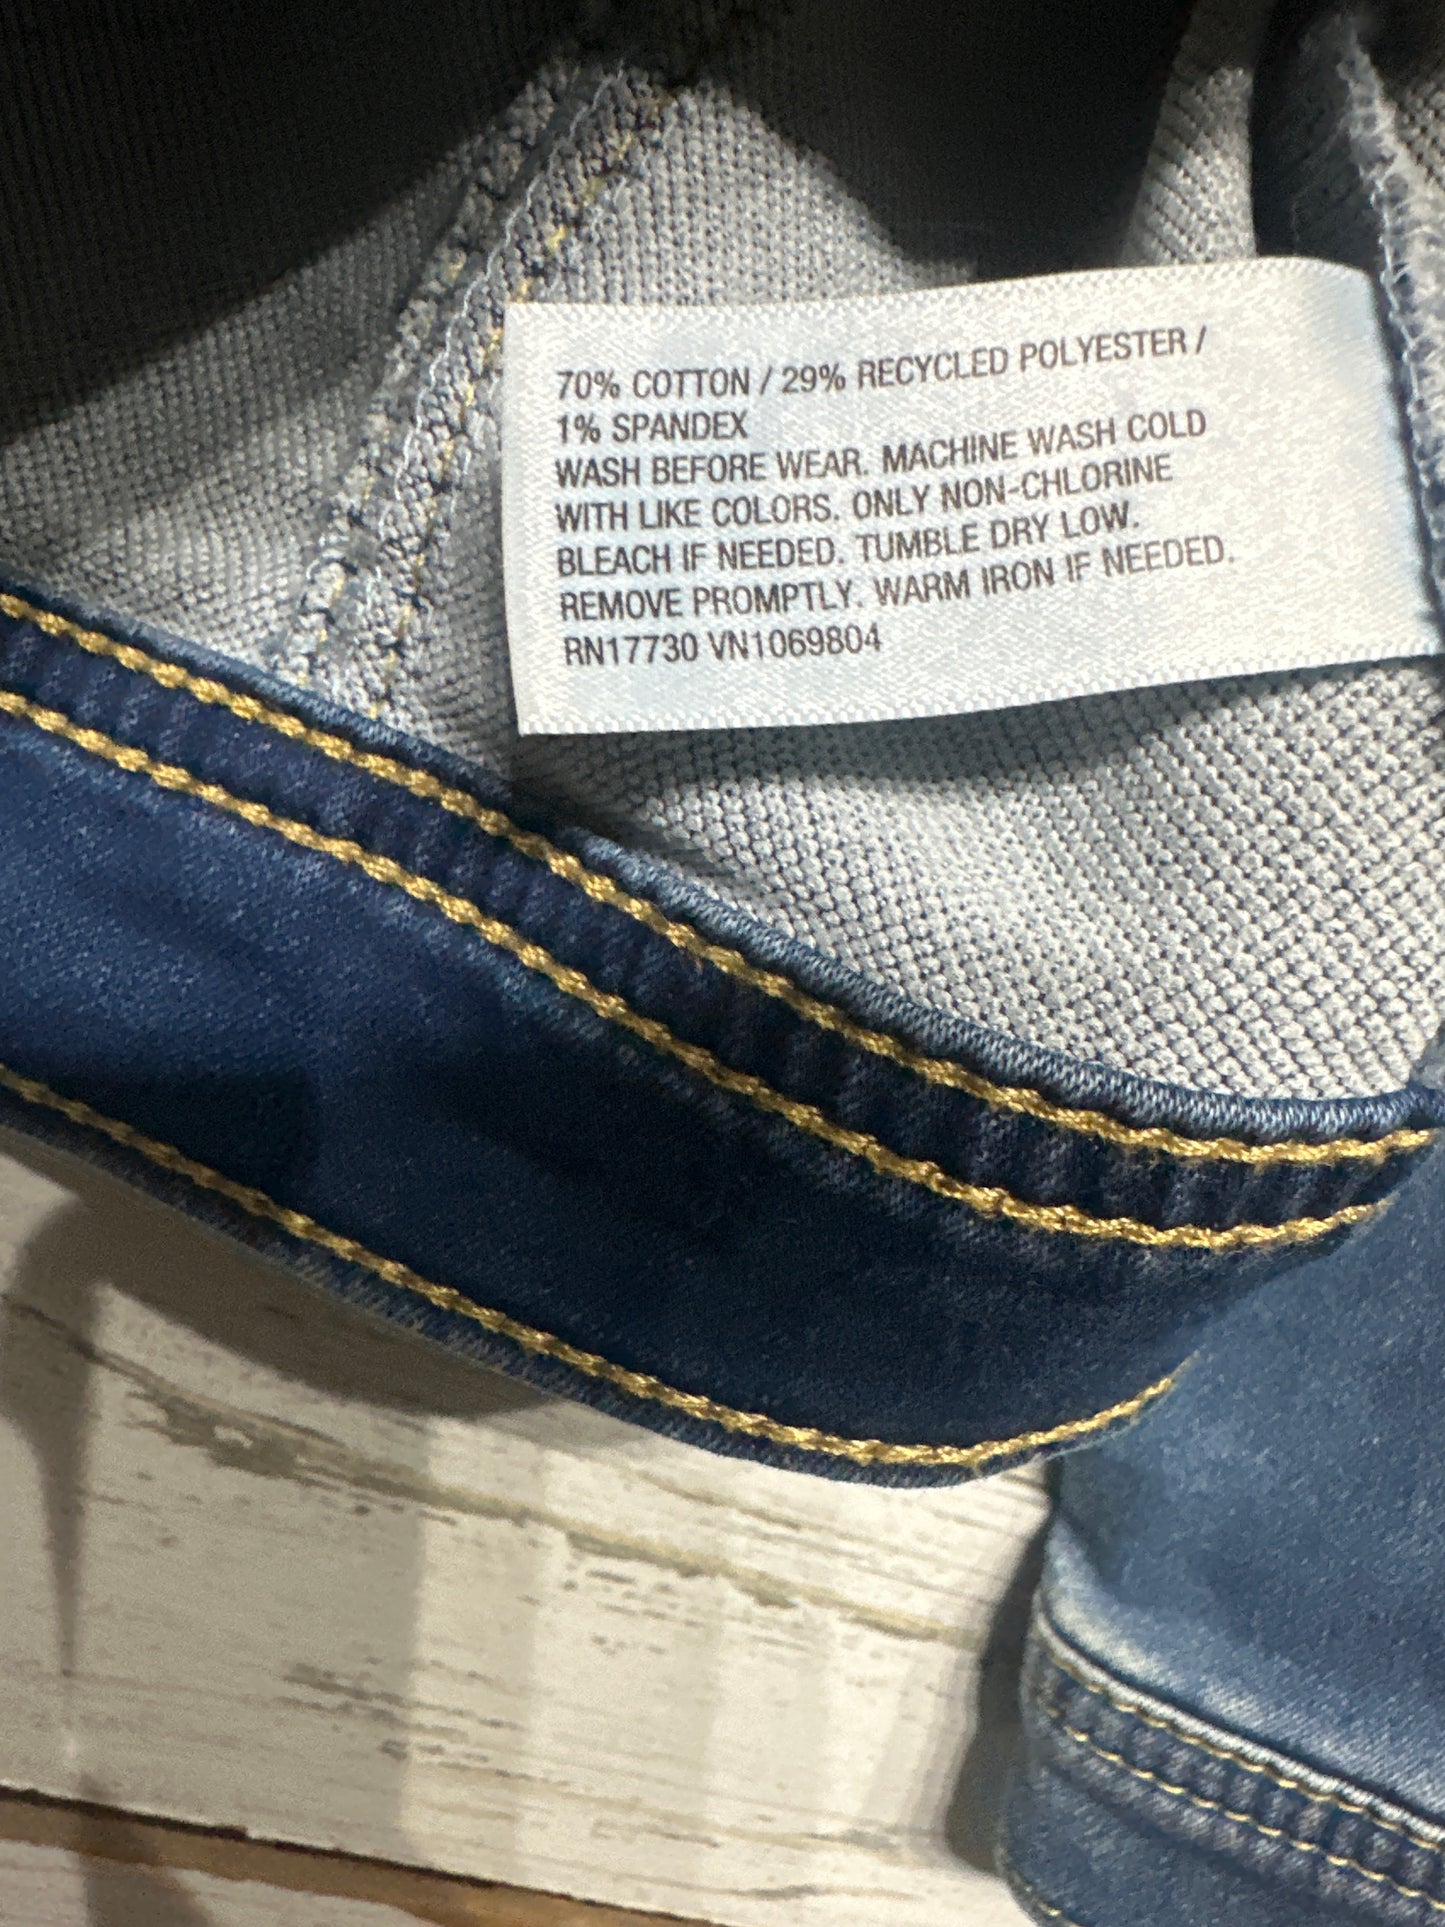 70% COTTON / 29% RECYCLED POLYESTER /
1% SPANDEX
WASH BEFORE WEAR. MACHINE WASH COLD
WITH LIKE COLORS. ONLY NON-CHLORINE
BLEACH IF NEEDED. TUMBLE DRY LOW.
REMOVE PROMPTLY. WARM IRON IF NEEDED.
RN17730 VN1069804